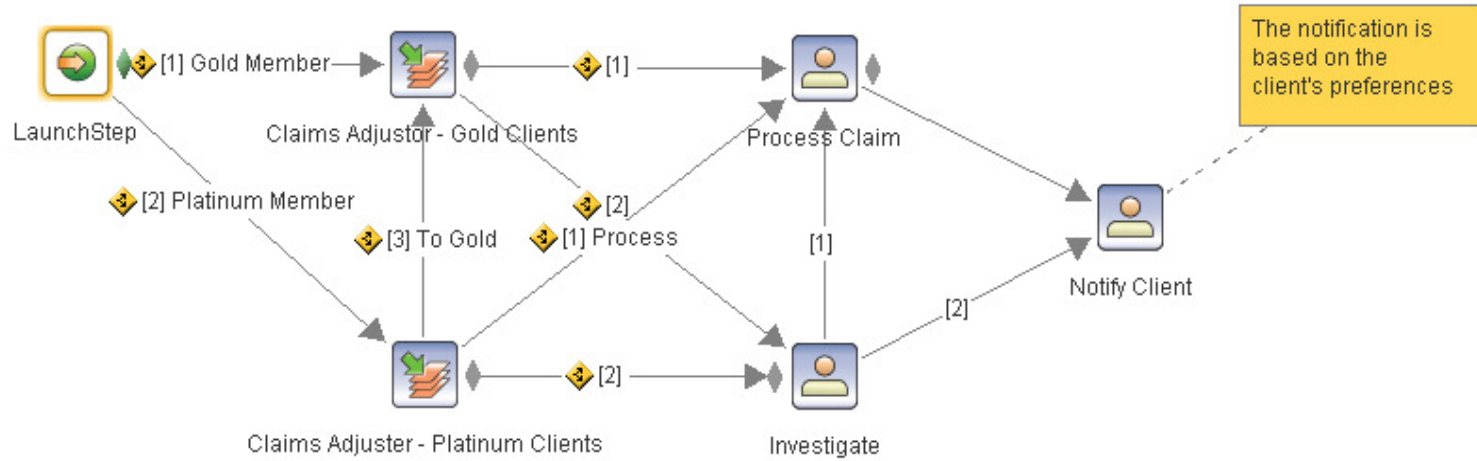 The notification is
based on the
client's preferences
[1] Gold Member
[1]
LaunchStep
Claims Adjustor - Gold Clients
Process Claim
[2] Platinum Member
[2]
[3] To Gold
[1] Process
[1]
Notify Client
[2]
[2]
Claims Adjuster - Platinum Clients
Investigate